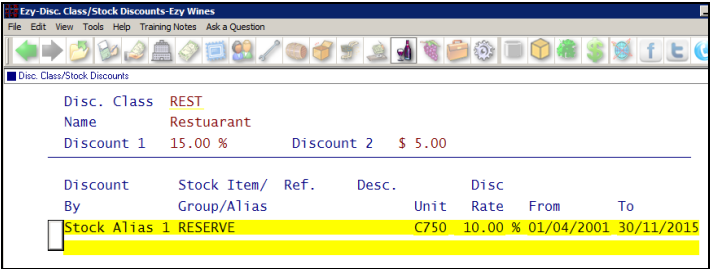 Ezy-Disc. Class/Stock Discounts-Ezy Wines
File Edit View Tools Help Training Notes Ask a Question
Disc. Class/Stock Discounts
Disc. Class REST
Name Restuarant
Discount 1 15.00 % Discount 2 $ 5.00
Discount Stock Item/ Ref. Desc. Disc
By Group/Alias Unit Rate From To
Stock Alias 1 RESERVE C750 10.00 % 01/04/2001 30/11/2015